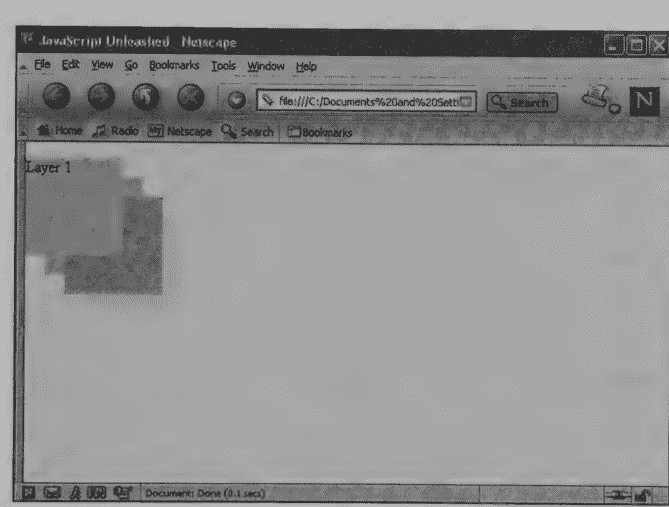 JavaScript Unleashed - Netscape
File Edit View Go Bookmarks Tools Window Help
file:///C:/Documents%20and%20Setti Search N
Home Radio My Netscape Search Bookmarks
Layer 1
Document: Done (0.1 secs)